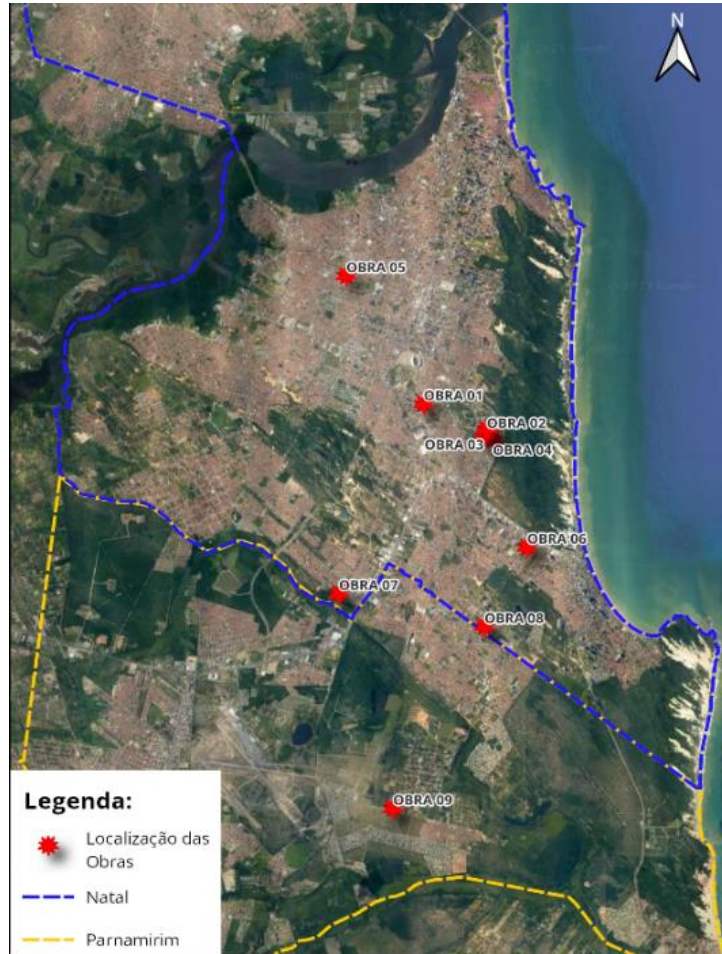 N
OBRA 05
OBRA 01
OBRA 02
OBRA 03
OBRA 04
OBRA 06
OBRA 07
OBRA 08
OBRA 09
Legenda:
Localização das
Obras
Natal
Parnamirim